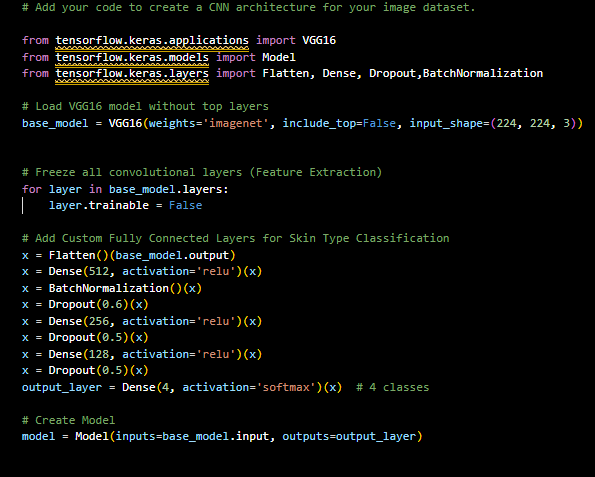 # Add your code to create a CNN architecture for your image dataset.
from tensorflow.keras.applications import VGG16
from tensorflow.keras.models import Model
from tensorflow.keras.layers import Flatten, Dense, Dropout,BatchNormalization
# Load VGG16 model without top layers
base_model = VGG16(weights='imagenet', include_top=False, input_shape=(224, 224, 3))
# Freeze all convolutional layers (Feature Extraction)
for layer in base_model.layers:
    layer.trainable = False
# Add Custom Fully Connected Layers for Skin Type Classification
x = Flatten()(base_model.output)
x = Dense(512, activation='relu')(x)
x = BatchNormalization()(x)
x = Dropout(0.6)(x)
x = Dense(256, activation='relu')(x)
x = Dropout(0.5)(x)
x = Dense(128, activation='relu')(x)
x = Dropout(0.5)(x)
output_layer = Dense(4, activation='softmax')(x)  # 4 classes
# Create Model
model = Model(inputs=base_model.input, outputs=output_layer)